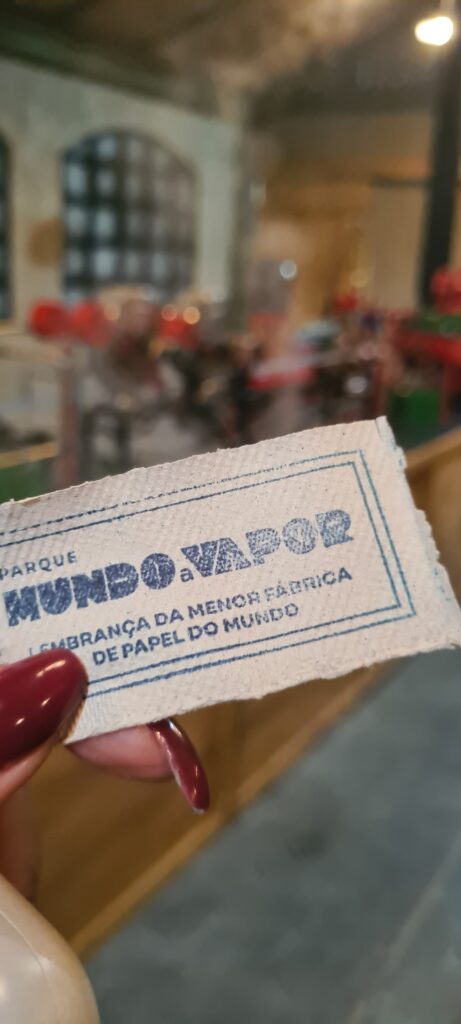 PARQUE
MUNDO A VAPOR
LEMBRANÇA DA MENOR FÁBRICA
DE PAPEL DO MUNDO